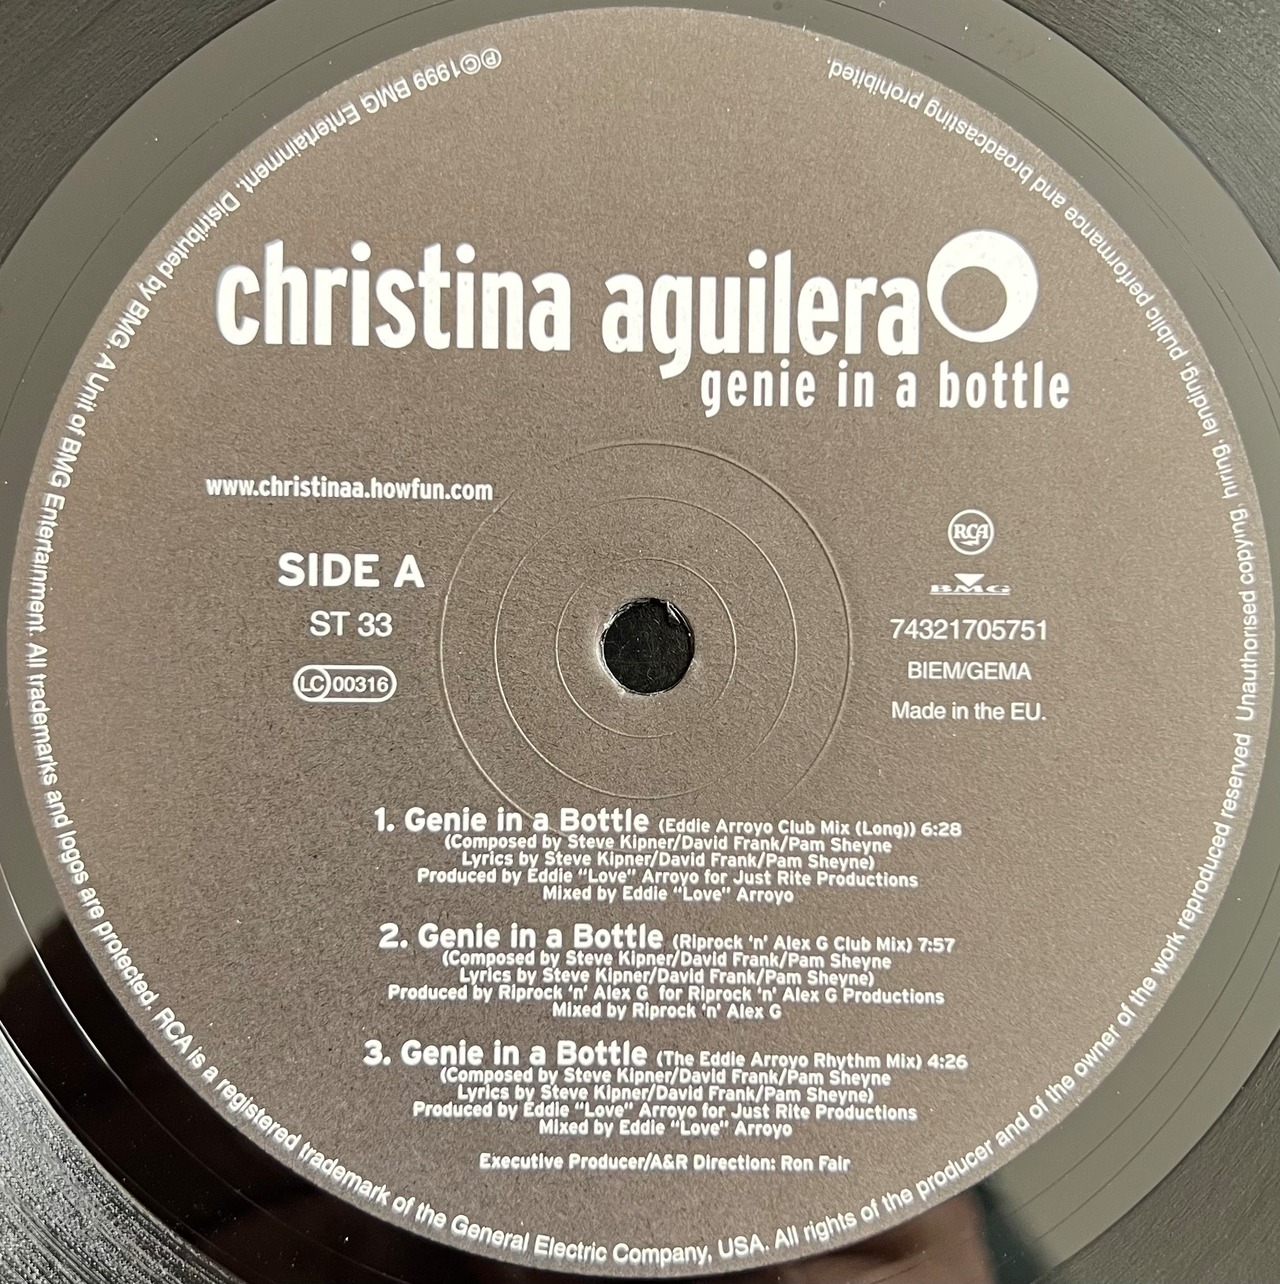 christina aguilera
genie in a bottle
www.christinaa.howfun.com
SIDE A
ST 33
LC 00316
RCA
BMG
74321705751
BIEM/GEMA
Made in the EU.
1. Genie in a Bottle (Eddie Arroyo Club Mix (Long)) 6:28
(Composed by Steve Kipner/David Frank/Pam Sheyne
Lyrics by Steve Kipner/David Frank/Pam Sheyne)
Produced by Eddie “Love” Arroyo for Just Rite Productions
Mixed by Eddie “Love” Arroyo
2. Genie in a Bottle (Riprock ‘n’ Alex G Club Mix) 7:57
(Composed by Steve Kipner/David Frank/Pam Sheyne
Lyrics by Steve Kipner/David Frank/Pam Sheyne)
Produced by Riprock ‘n’ Alex G for Riprock ‘n’ Alex G Productions
Mixed by Riprock ‘n’ Alex G
3. Genie in a Bottle (The Eddie Arroyo Rhythm Mix) 4:26
(Composed by Steve Kipner/David Frank/Pam Sheyne
Lyrics by Steve Kipner/David Frank/Pam Sheyne)
Produced by Eddie “Love” Arroyo for Just Rite Productions
Mixed by Eddie “Love” Arroyo
Executive Producer/A&R Direction: Ron Fair
℗©1999 BMG Entertainment. Distributed by BMG. A Unit of BMG Entertainment. All trademarks and logos are protected. RCA is a registered trademark of the General Electric Company, USA. All rights of the producer and of the owner of the work reproduced reserved Unauthorised copying, hiring, lending, public performance and broadcasting prohibited.